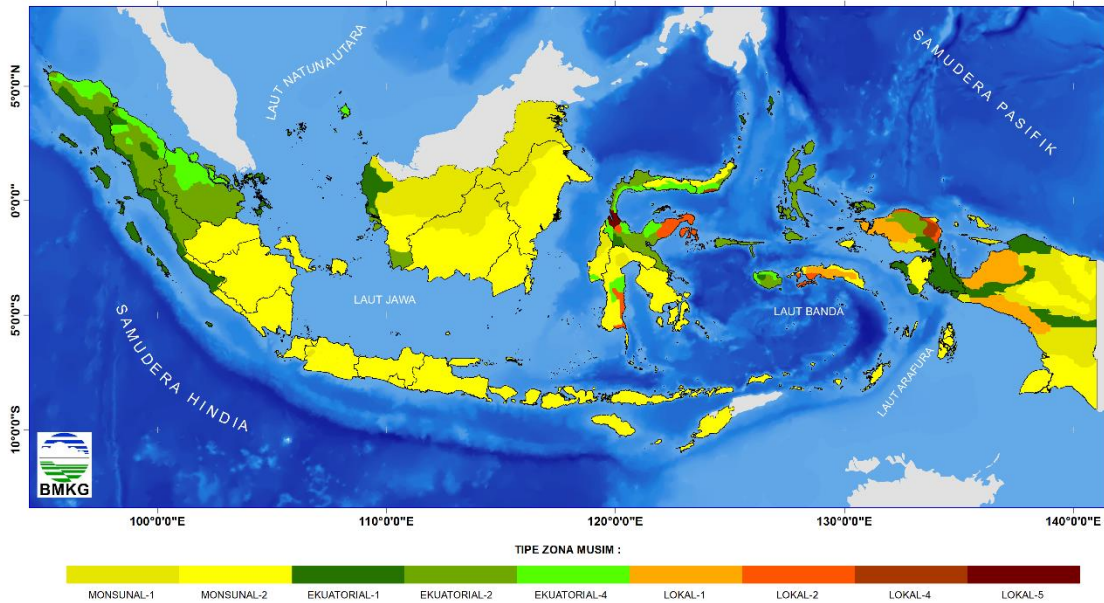 LAUT NATUNAUTARA
SAMUDERA PASIFIK
5°0'0"N
0°0'0"
5°0'0"S
10°0'0"S
LAUT JAWA
LAUT BANDA
LAUT ARAFURA
SAMUDERA HINDIA
BMKG
100°0'0"E
110°0'0"E
120°0'0"E
130°0'0"E
140°0'0"E
TIPE ZONA MUSIM :
MONSUNAL-1
MONSUNAL-2
EKUATORIAL-1
EKUATORIAL-2
EKUATORIAL-4
LOKAL-1
LOKAL-2
LOKAL-4
LOKAL-5